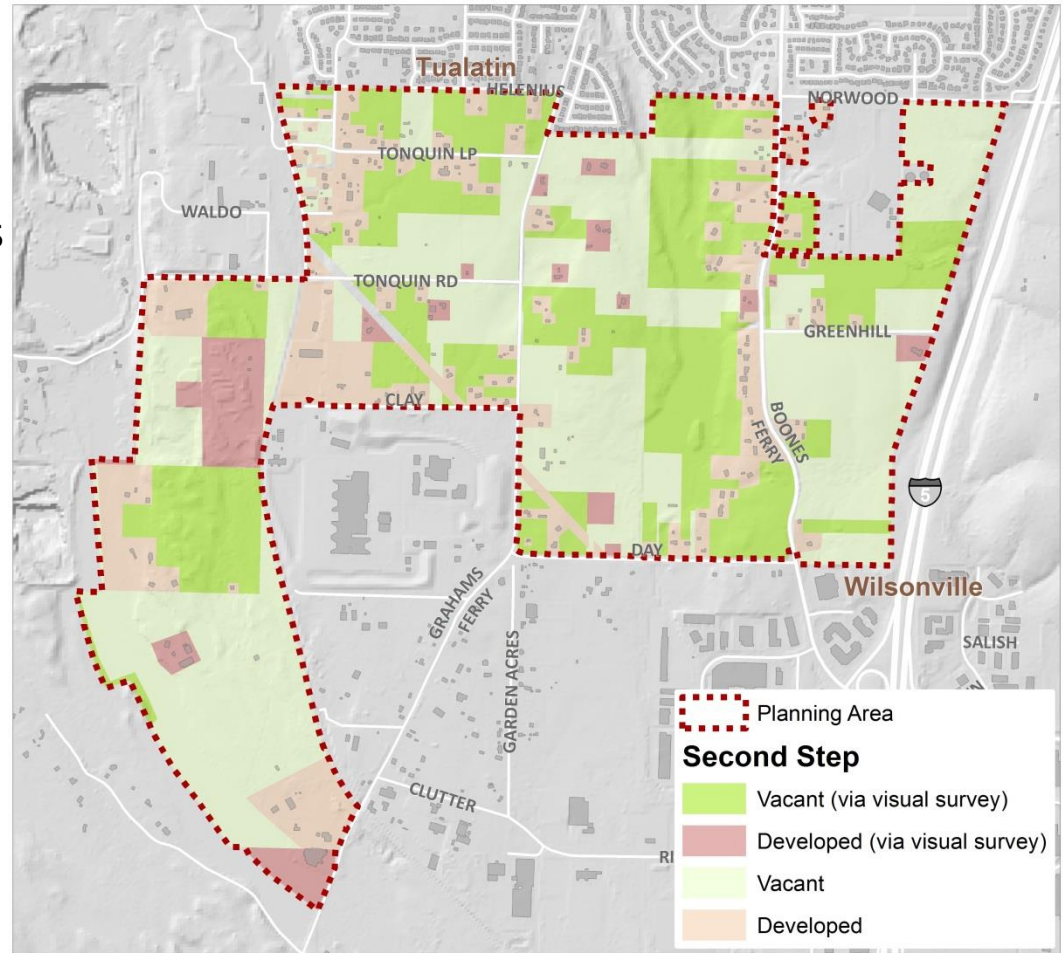 Tualatin
HELENIUS
NORWOOD
TONQUIN LP
WALDO
S
TONQUIN RD
GREENHILL
CLAY
BOONES
FERRY
5
DAY
Wilsonville
GRAHAMS
FERRY
GARDEN ACRES
SALISH
CLUTTER
Planning Area
Second Step
Vacant (via visual survey)
Developed (via visual survey)
Vacant
Developed